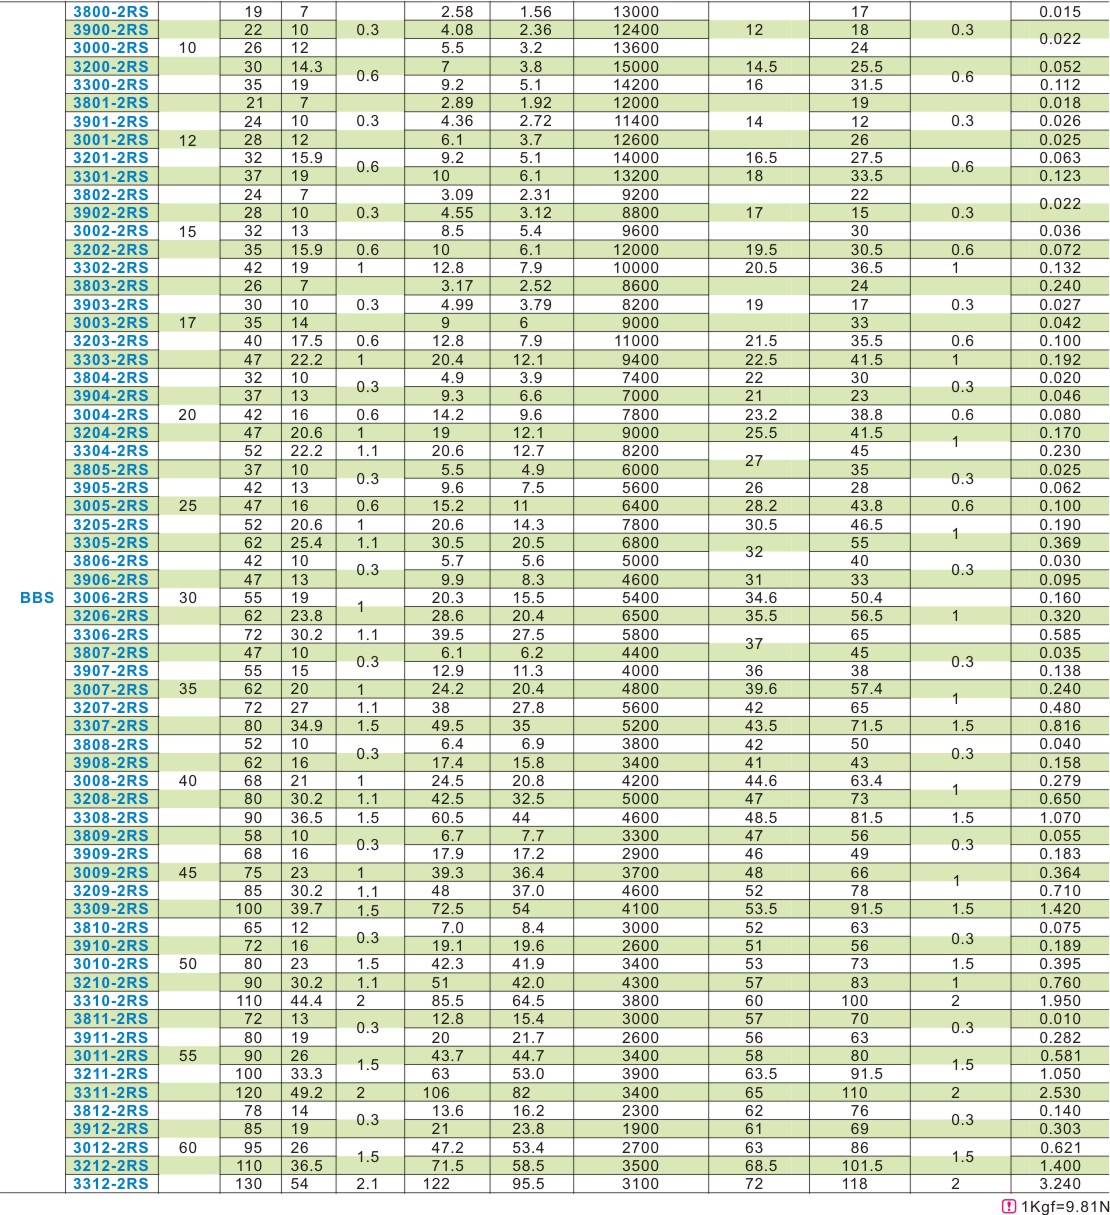 3800-2RS 19 7 2.58 1.56 13000 17 0.015
3900-2RS 22 10 0.3 4.08 2.36 12400 12 18 0.3 0.022
3000-2RS 10 26 12 5.5 3.2 13600 24
3200-2RS 30 14.3 0.6 7 3.8 15000 14.5 25.5 0.6 0.052
3300-2RS 35 19 9.2 5.1 14200 16 31.5 0.112
3801-2RS 21 7 2.89 1.92 12000 19 0.018
3901-2RS 24 10 0.3 4.36 2.72 11400 14 12 0.3 0.026
3001-2RS 12 28 12 6.1 3.7 12600 26 0.025
3201-2RS 32 15.9 0.6 9.2 5.1 14000 16.5 27.5 0.6 0.063
3301-2RS 37 19 10 6.1 13200 18 33.5 0.123
3802-2RS 24 7 3.09 2.31 9200 22 0.022
3902-2RS 28 10 0.3 4.55 3.12 8800 17 15 0.3
3002-2RS 15 32 13 8.5 5.4 9600 30 0.036
3202-2RS 35 15.9 0.6 10 6.1 12000 19.5 30.5 0.6 0.072
3302-2RS 42 19 1 12.8 7.9 10000 20.5 36.5 1 0.132
3803-2RS 26 7 3.17 2.52 8600 24 0.240
3903-2RS 30 10 0.3 4.99 3.79 8200 19 17 0.3 0.027
3003-2RS 17 35 14 9 6 9000 33 0.042
3203-2RS 40 17.5 0.6 12.8 7.9 11000 21.5 35.5 0.6 0.100
3303-2RS 47 22.2 1 20.4 12.1 9400 22.5 41.5 1 0.192
3804-2RS 32 10 0.3 4.9 3.9 7400 22 30 0.3 0.020
3904-2RS 37 13 9.3 6.6 7000 21 23 0.046
3004-2RS 20 42 16 0.6 14.2 9.6 7800 23.2 38.8 0.6 0.080
3204-2RS 47 20.6 1 19 12.1 9000 25.5 41.5 1 0.170
3304-2RS 52 22.2 1.1 20.6 12.7 8200 27 45 0.230
3805-2RS 37 10 0.3 5.5 4.9 6000 35 0.3 0.025
3905-2RS 42 13 9.6 7.5 5600 26 28 0.062
3005-2RS 25 47 16 0.6 15.2 11 6400 28.2 43.8 0.6 0.100
3205-2RS 52 20.6 1 20.6 14.3 7800 30.5 46.5 1 0.190
3305-2RS 62 25.4 1.1 30.5 20.5 6800 32 55 0.369
3806-2RS 42 10 0.3 5.7 5.6 5000 40 0.3 0.030
3906-2RS 47 13 9.9 8.3 4600 31 33 0.095
BBS 3006-2RS 30 55 19 1 20.3 15.5 5400 34.6 50.4 0.160
3206-2RS 62 23.8 28.6 20.4 6500 35.5 56.5 1 0.320
3306-2RS 72 30.2 1.1 39.5 27.5 5800 37 65 0.585
3807-2RS 47 10 0.3 6.1 6.2 4400 45 0.3 0.035
3907-2RS 55 15 12.9 11.3 4000 36 38 0.138
3007-2RS 35 62 20 1 24.2 20.4 4800 39.6 57.4 1 0.240
3207-2RS 72 27 1.1 38 27.8 5600 42 65 0.480
3307-2RS 80 34.9 1.5 49.5 35 5200 43.5 71.5 1.5 0.816
3808-2RS 52 10 0.3 6.4 6.9 3800 42 50 0.3 0.040
3908-2RS 62 16 17.4 15.8 3400 41 43 0.158
3008-2RS 40 68 21 1 24.5 20.8 4200 44.6 63.4 1 0.279
3208-2RS 80 30.2 1.1 42.5 32.5 5000 47 73 0.650
3308-2RS 90 36.5 1.5 60.5 44 4600 48.5 81.5 1.5 1.070
3809-2RS 58 10 0.3 6.7 7.7 3300 47 56 0.3 0.055
3909-2RS 68 16 17.9 17.2 2900 46 49 0.183
3009-2RS 45 75 23 1 39.3 36.4 3700 48 66 1 0.364
3209-2RS 85 30.2 1.1 48 37.0 4600 52 78 0.710
3309-2RS 100 39.7 1.5 72.5 54 4100 53.5 91.5 1.5 1.420
3810-2RS 65 12 0.3 7.0 8.4 3000 52 63 0.3 0.075
3910-2RS 72 16 19.1 19.6 2600 51 56 0.189
3010-2RS 50 80 23 1.5 42.3 41.9 3400 53 73 1.5 0.395
3210-2RS 90 30.2 1.1 51 42.0 4300 57 83 1 0.760
3310-2RS 110 44.4 2 85.5 64.5 3800 60 100 2 1.950
3811-2RS 72 13 0.3 12.8 15.4 3000 57 70 0.3 0.010
3911-2RS 80 19 20 21.7 2600 56 63 0.282
3011-2RS 55 90 26 1.5 43.7 44.7 3400 58 80 1.5 0.581
3211-2RS 100 33.3 63 53.0 3900 63.5 91.5 1.050
3311-2RS 120 49.2 2 106 82 3400 65 110 2 2.530
3812-2RS 78 14 0.3 13.6 16.2 2300 62 76 0.3 0.140
3912-2RS 85 19 21 23.8 1900 61 69 0.303
3012-2RS 60 95 26 1.5 47.2 53.4 2700 63 86 1.5 0.621
3212-2RS 110 36.5 71.5 58.5 3500 68.5 101.5 1.400
3312-2RS 130 54 2.1 122 95.5 3100 72 118 2 3.240
! 1Kgf=9.81N